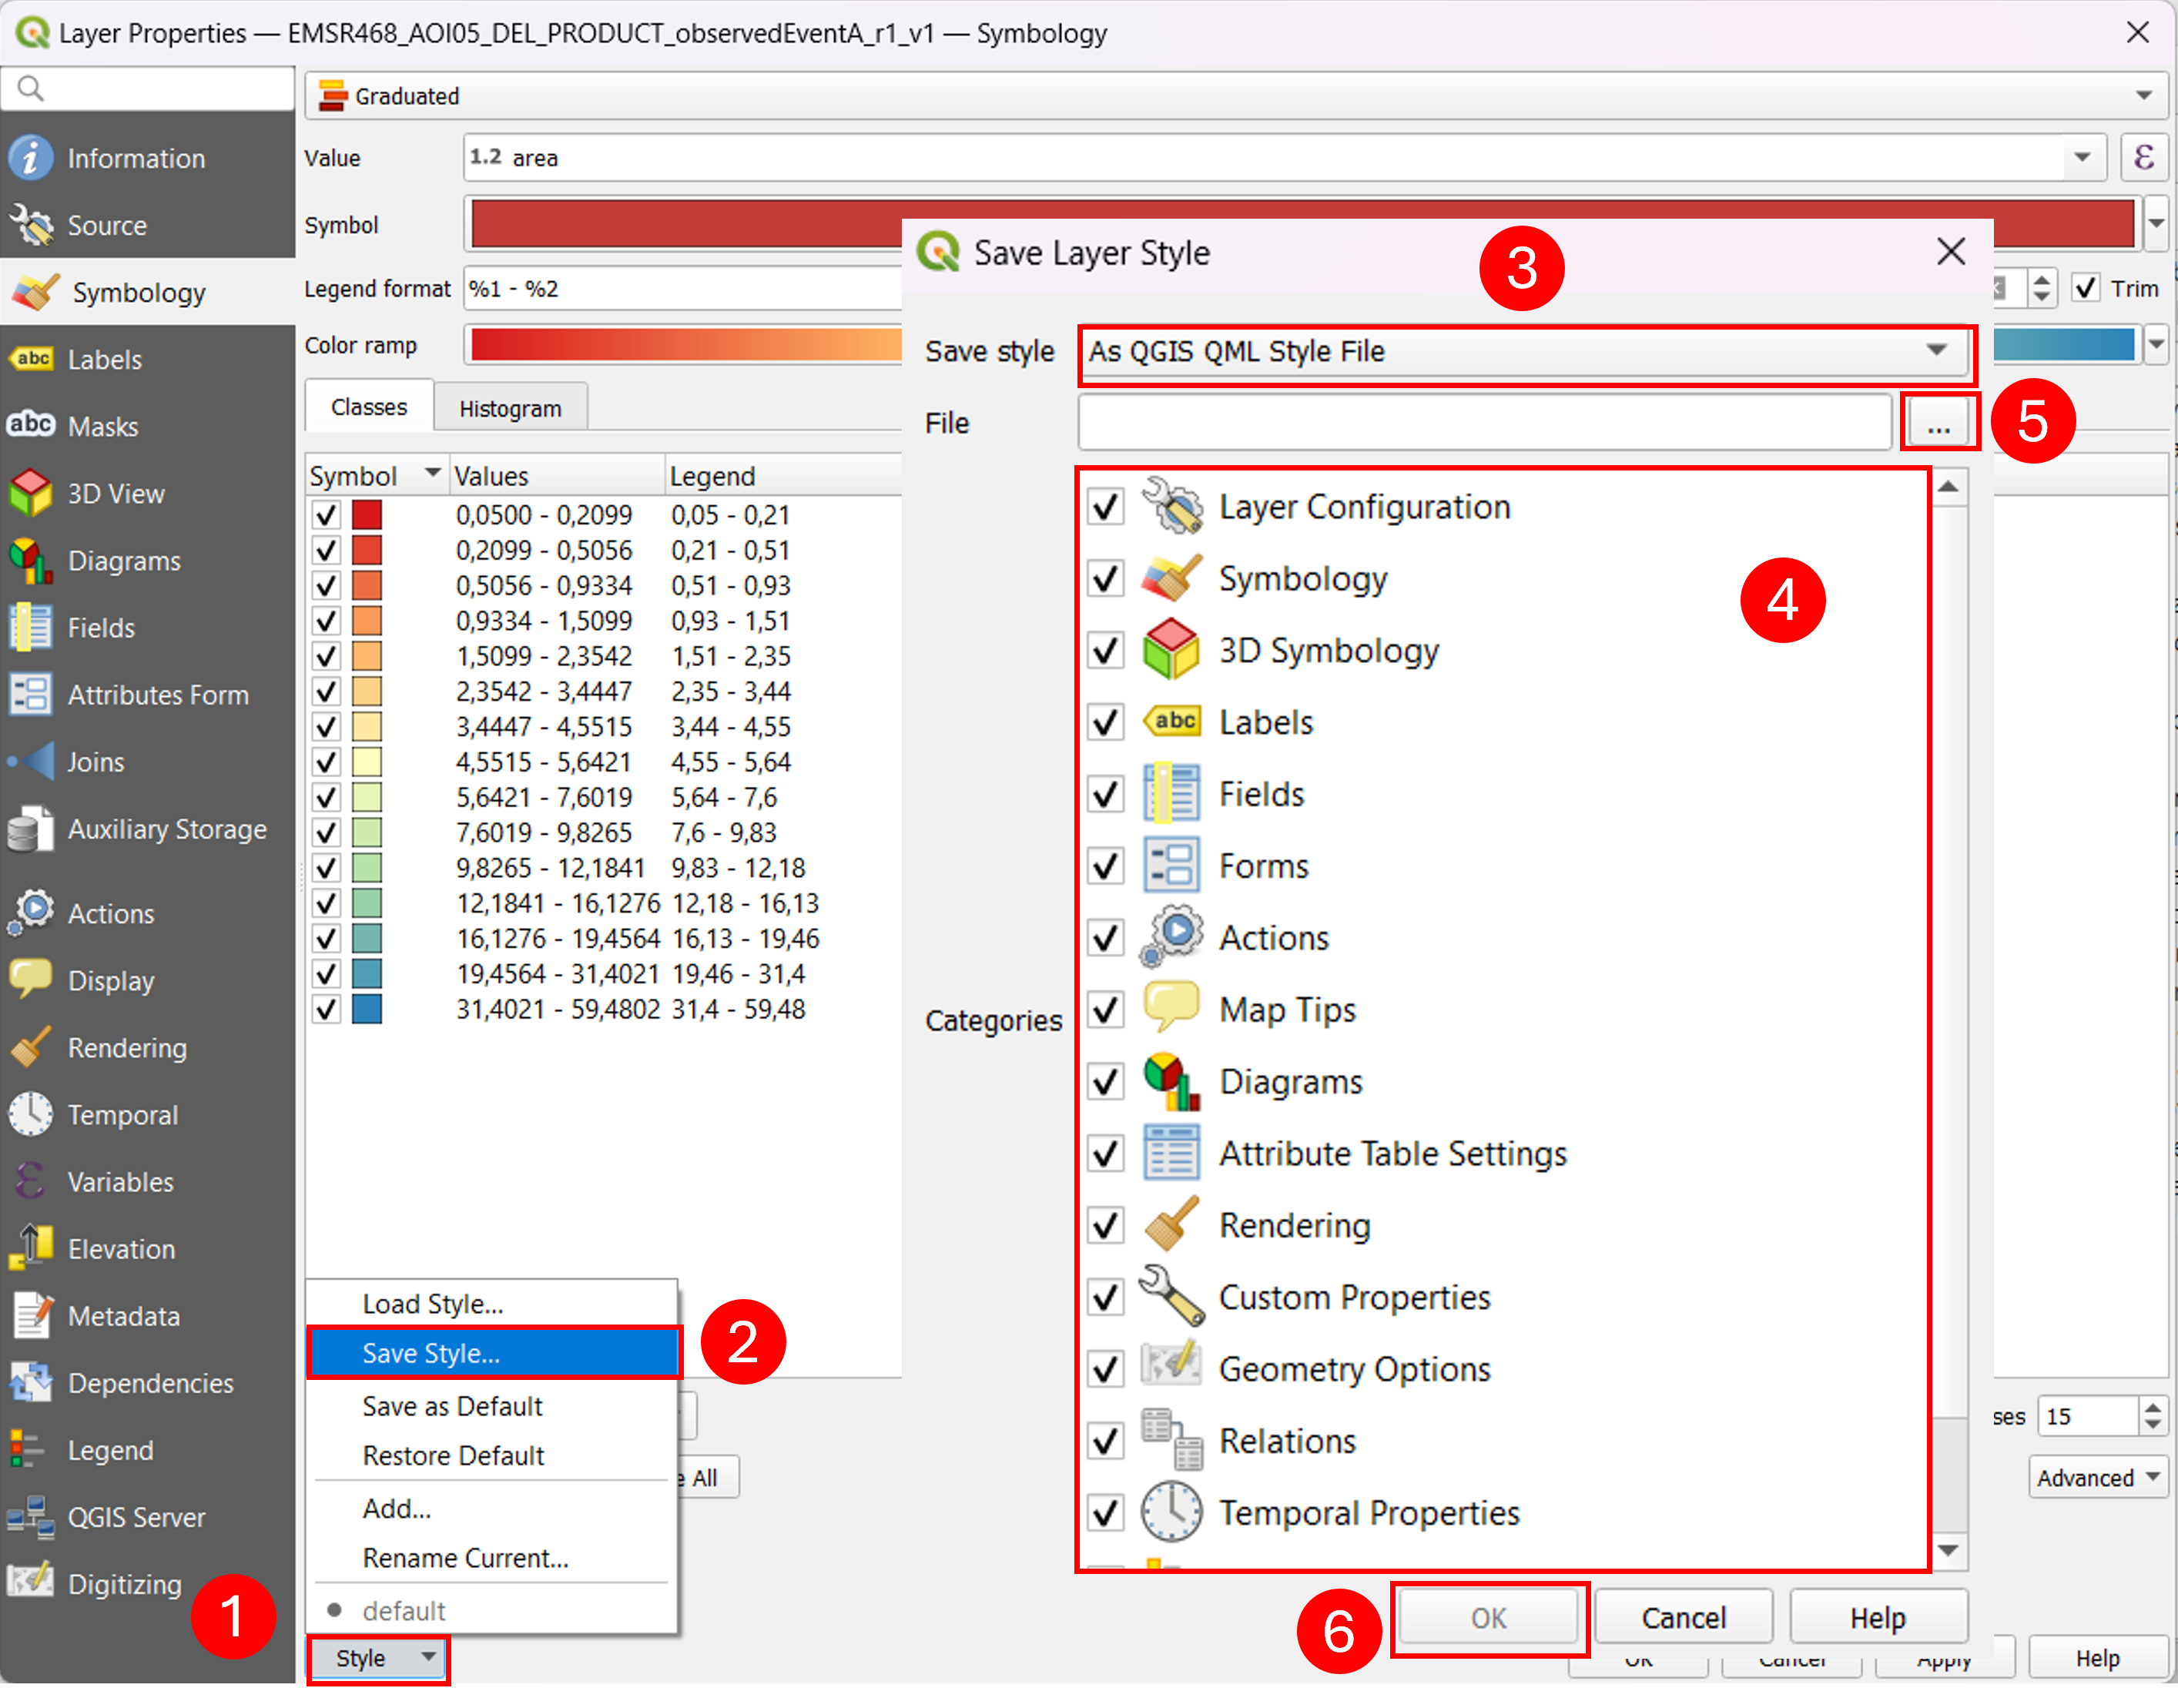 Layer Properties — EMSR468_AOI05_DEL_PRODUCT_observedEventA_r1_v1 — Symbology
Information
Source
Symbology
Labels
Masks
3D View
Diagrams
Fields
Attributes Form
Joins
Auxiliary Storage
Actions
Display
Rendering
Temporal
Variables
Elevation
Metadata
Dependencies
Legend
QGIS Server
Digitizing
Graduated
Value 1.2 area ε
Symbol
Legend format %1 - %2
Trim
Color ramp
Classes Histogram
Symbol Values Legend
0,0500 - 0,2099 0,05 - 0,21
0,2099 - 0,5056 0,21 - 0,51
0,5056 - 0,9334 0,51 - 0,93
0,9334 - 1,5099 0,93 - 1,51
1,5099 - 2,3542 1,51 - 2,35
2,3542 - 3,4447 2,35 - 3,44
3,4447 - 4,5515 3,44 - 4,55
4,5515 - 5,6421 4,55 - 5,64
5,6421 - 7,6019 5,64 - 7,6
7,6019 - 9,8265 7,6 - 9,83
9,8265 - 12,1841 9,83 - 12,18
12,1841 - 16,1276 12,18 - 16,13
16,1276 - 19,4564 16,13 - 19,46
19,4564 - 31,4021 19,46 - 31,4
31,4021 - 59,4802 31,4 - 59,48
Load Style...
Save Style...
2
Save as Default
Restore Default
Add...
Rename Current...
default
1
Style
e All
ses 15
Advanced
OK Cancel Apply Help
Save Layer Style
3
Save style As QGIS QML Style File
File ...
5
4
Categories
Layer Configuration
Symbology
3D Symbology
abc Labels
Fields
Forms
Actions
Map Tips
Diagrams
Attribute Table Settings
Rendering
Custom Properties
Geometry Options
Relations
Temporal Properties
6
OK Cancel Help